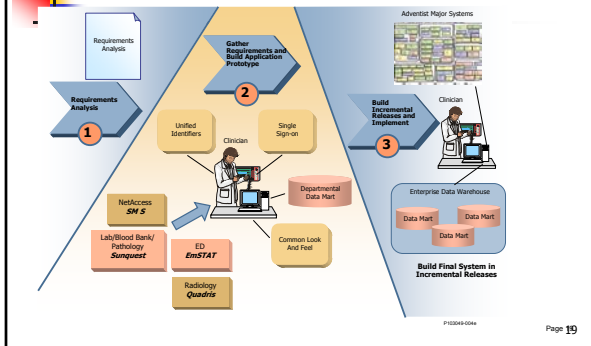 Adventist Major Systems
Requirements
Analysis
Gather
Requirements and
Build Application
Prototype
2
Requirements
Analysis
1
Build
Incremental
Releases and
Implement
3
Clinician
Unified
Identifiers
Single
Sign-on
Clinician
Departmental
Data Mart
NetAccess
SM S
Lab/Blood Bank/
Pathology
Sunquest
ED
EmSTAT
Radiology
Quadris
Common Look
And Feel
Enterprise Data Warehouse
Data Mart
Data Mart
Data Mart
Build Final System in
Incremental Releases
P103049-004e
Page 19